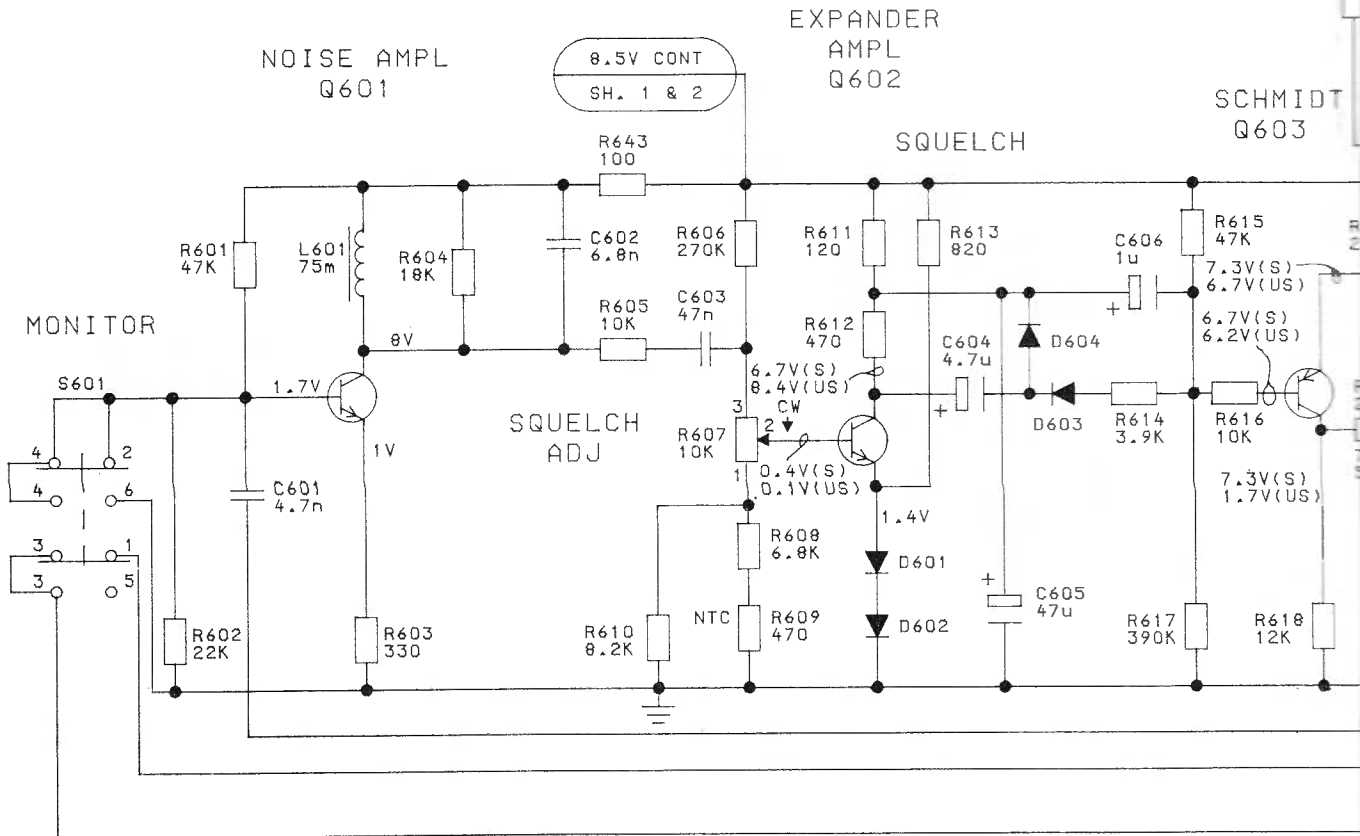 NOISE AMPL
Q601
8.5V CONT
SH. 1 & 2
EXPANDER
AMPL
Q602
SQUELCH
SCHMIDT
Q603
R643
100
R601
47K
L601
75m
R604
18K
C602
6.8n
R606
270K
R611
120
R613
820
C606
1u
R615
47K
7.3V(S)
6.7V(US)
R605
10K
C603
47n
8V
R612
470
C604
4.7u
D604
6.7V(S)
6.2V(US)
MONITOR
S601
1.7V
1V
SQUELCH
ADJ
6.7V(S)
8.4V(US)
CW
3
2
1
R607
10K
0.4V(S)
0.1V(US)
+
+
D603
R614
3.9K
R616
10K
7.3V(S)
1.7V(US)
4
2
4
6
3
1
3
5
C601
4.7n
1.4V
R608
6.8K
D601
NTC
R609
470
D602
+
C605
47u
R602
22K
R603
330
R610
8.2K
R617
390K
R618
12K